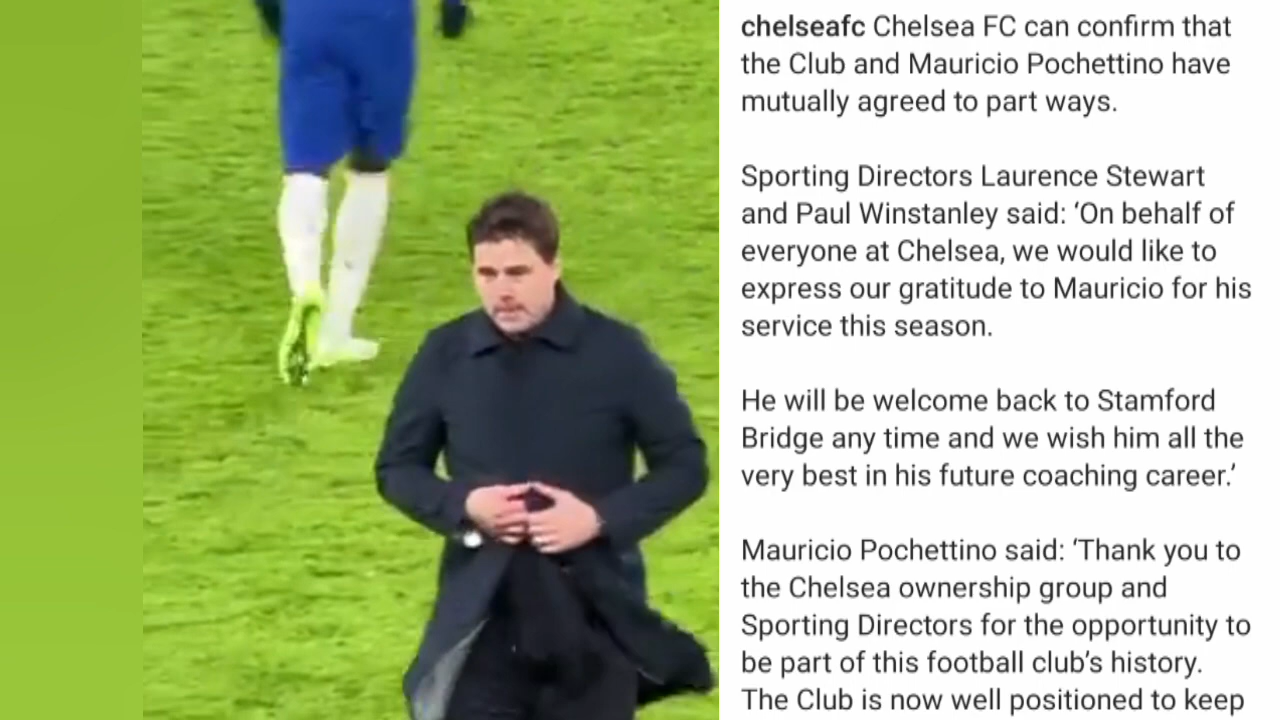 chelseafc Chelsea FC can confirm that
the Club and Mauricio Pochettino have
mutually agreed to part ways.
Sporting Directors Laurence Stewart
and Paul Winstanley said: ‘On behalf of
everyone at Chelsea, we would like to
express our gratitude to Mauricio for his
service this season.
He will be welcome back to Stamford
Bridge any time and we wish him all the
very best in his future coaching career.’
Mauricio Pochettino said: ‘Thank you to
the Chelsea ownership group and
Sporting Directors for the opportunity to
be part of this football club’s history.
The Club is now well positioned to keep